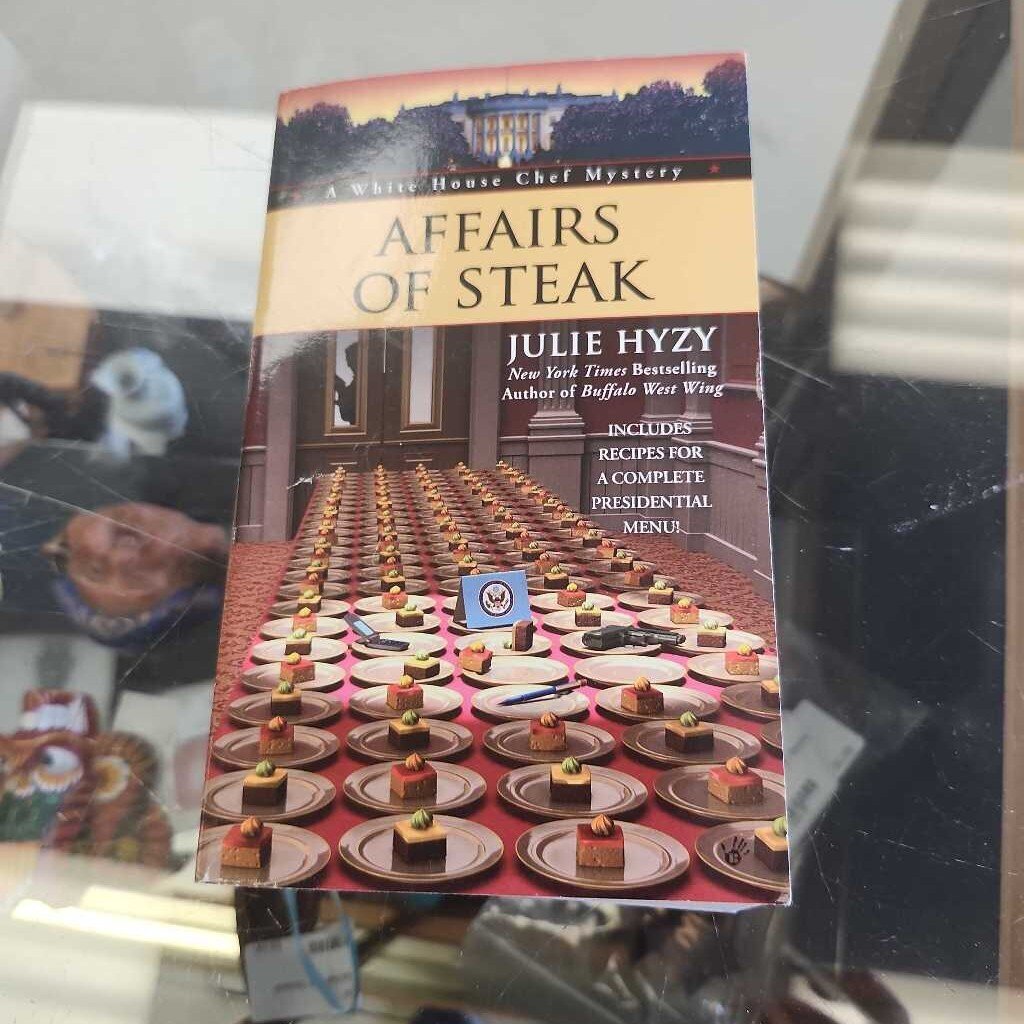 A White House Chef Mystery
AFFAIRS
OF STEAK
JULIE HYZY
New York Times Bestselling
Author of Buffalo West Wing
INCLUDES
RECIPES FOR
A COMPLETE
PRESIDENTIAL
MENU!